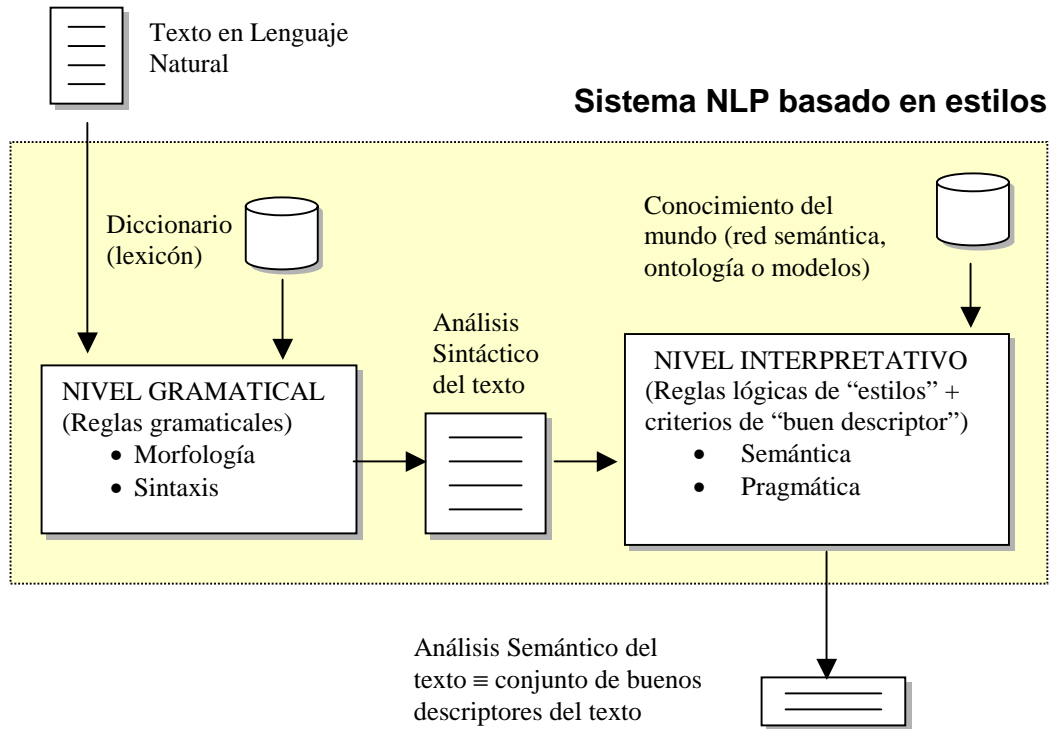 Texto en Lenguaje
Natural
Sistema NLP basado en estilos
Diccionario
(lexicón)
Conocimiento del
mundo (red semántica,
ontología o modelos)
NIVEL GRAMATICAL
(Reglas gramaticales)
• Morfología
• Sintaxis
Análisis
Sintáctico
del texto
NIVEL INTERPRETATIVO
(Reglas lógicas de “estilos” +
criterios de “buen descriptor”)
• Semántica
• Pragmática
Análisis Semántico del
texto ≡ conjunto de buenos
descriptores del texto